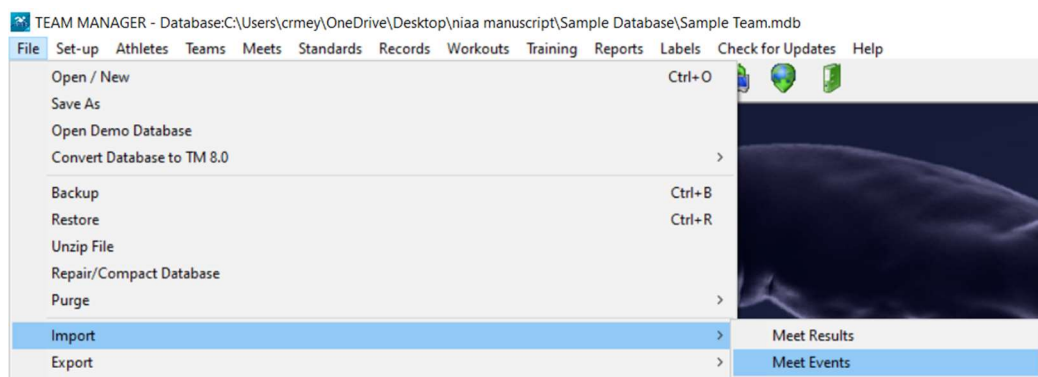 TEAM MANAGER - Database:C:\Users\crmey\OneDrive\Desktop\niaa manuscript\Sample Database\Sample Team.mdb
File Set-up Athletes Teams Meets Standards Records Workouts Training Reports Labels Check for Updates Help
Open / New Ctrl+O
Save As
Open Demo Database
Convert Database to TM 8.0
Backup Ctrl+B
Restore Ctrl+R
Unzip File
Repair/Compact Database
Purge
Import Meet Results
Export Meet Events